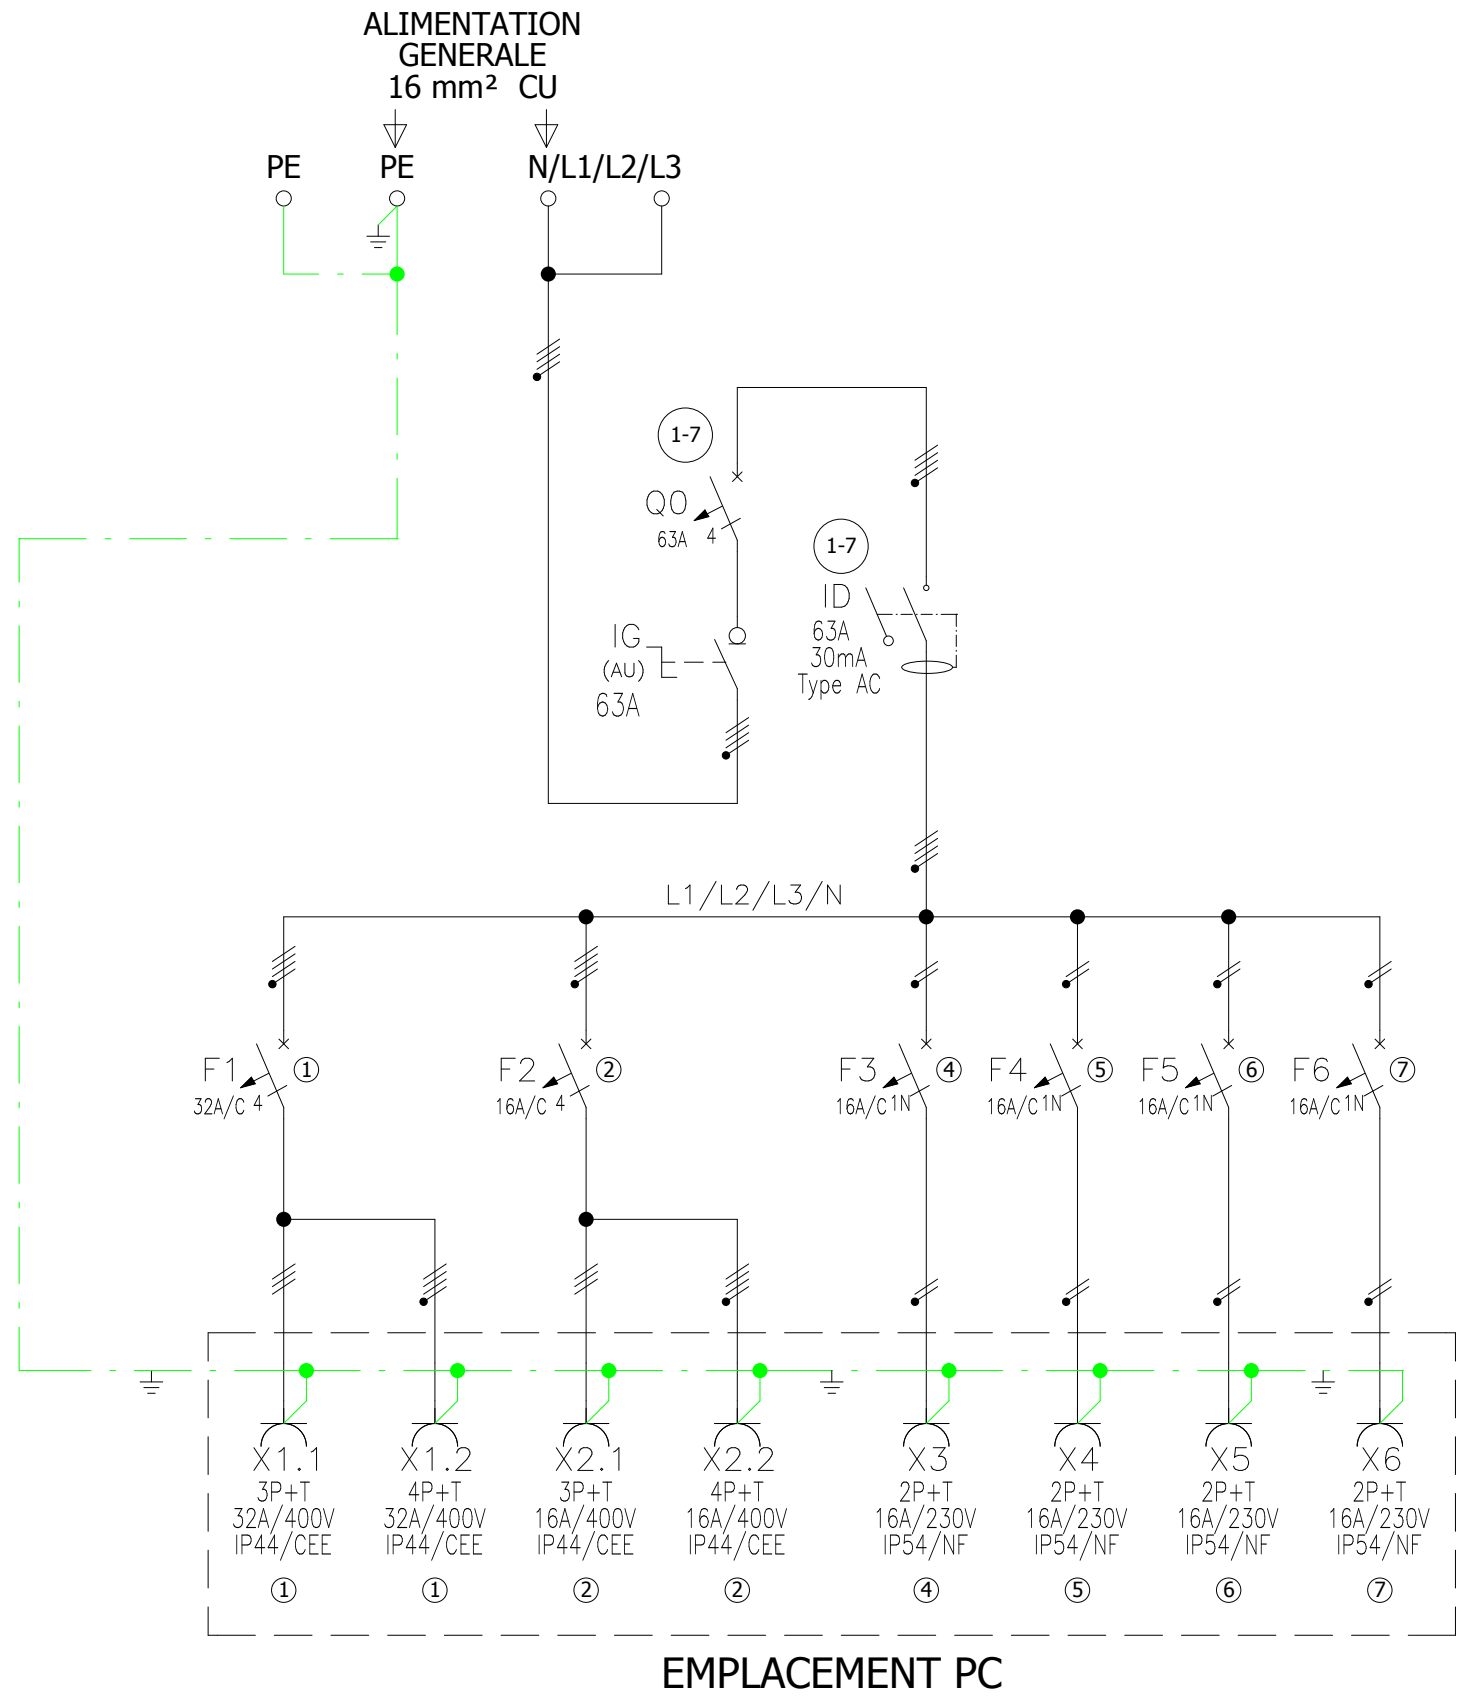 ALIMENTATION
GENERALE
16 mm² CU
PE
PE
N/L1/L2/L3
1-7
Q0
63A 4
1-7
ID
63A
30mA
Type AC
IG
(AU)
63A
L1/L2/L3/N
F1 1
32A/C 4
F2 2
16A/C 4
F3 4
16A/C 1N
F4 5
16A/C 1N
F5 6
16A/C 1N
F6 7
16A/C 1N
X1.1
3P+T
32A/400V
IP44/CEE
1
X1.2
4P+T
32A/400V
IP44/CEE
1
X2.1
3P+T
16A/400V
IP44/CEE
2
X2.2
4P+T
16A/400V
IP44/CEE
2
X3
2P+T
16A/230V
IP54/NF
4
X4
2P+T
16A/230V
IP54/NF
5
X5
2P+T
16A/230V
IP54/NF
6
X6
2P+T
16A/230V
IP54/NF
7
EMPLACEMENT PC